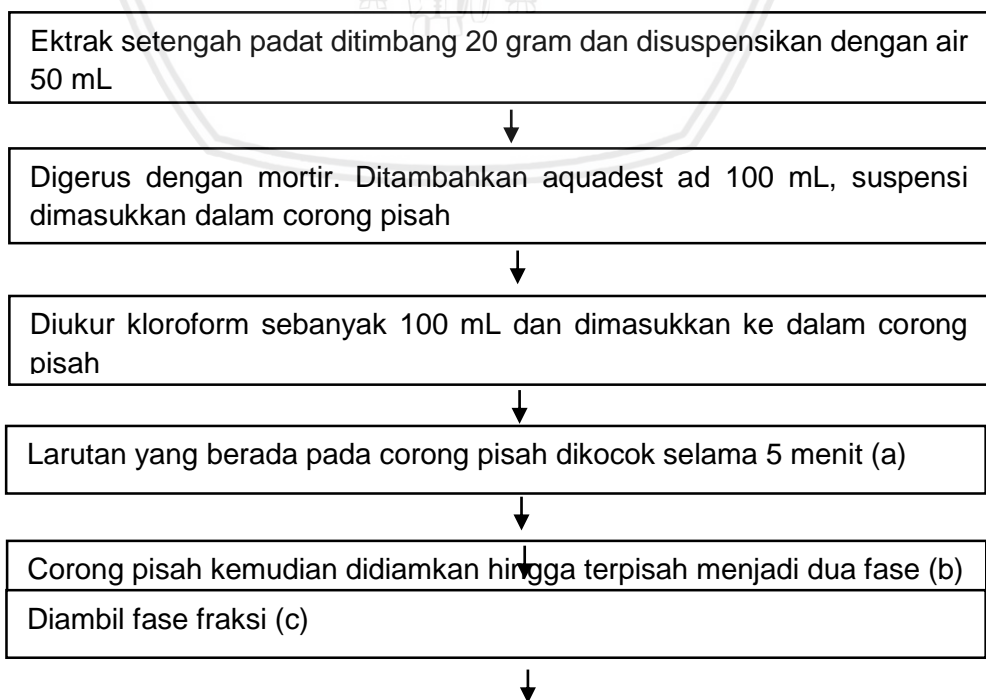 Ektrak setengah padat ditimbang 20 gram dan disuspensikan dengan air
50 mL
Digerus dengan mortir. Ditambahkan aquadest ad 100 mL, suspensi
dimasukkan dalam corong pisah
Diukur kloroform sebanyak 100 mL dan dimasukkan ke dalam corong
pisah
Larutan yang berada pada corong pisah dikocok selama 5 menit (a)
Corong pisah kemudian didiamkan hingga terpisah menjadi dua fase (b)
Diambil fase fraksi (c)